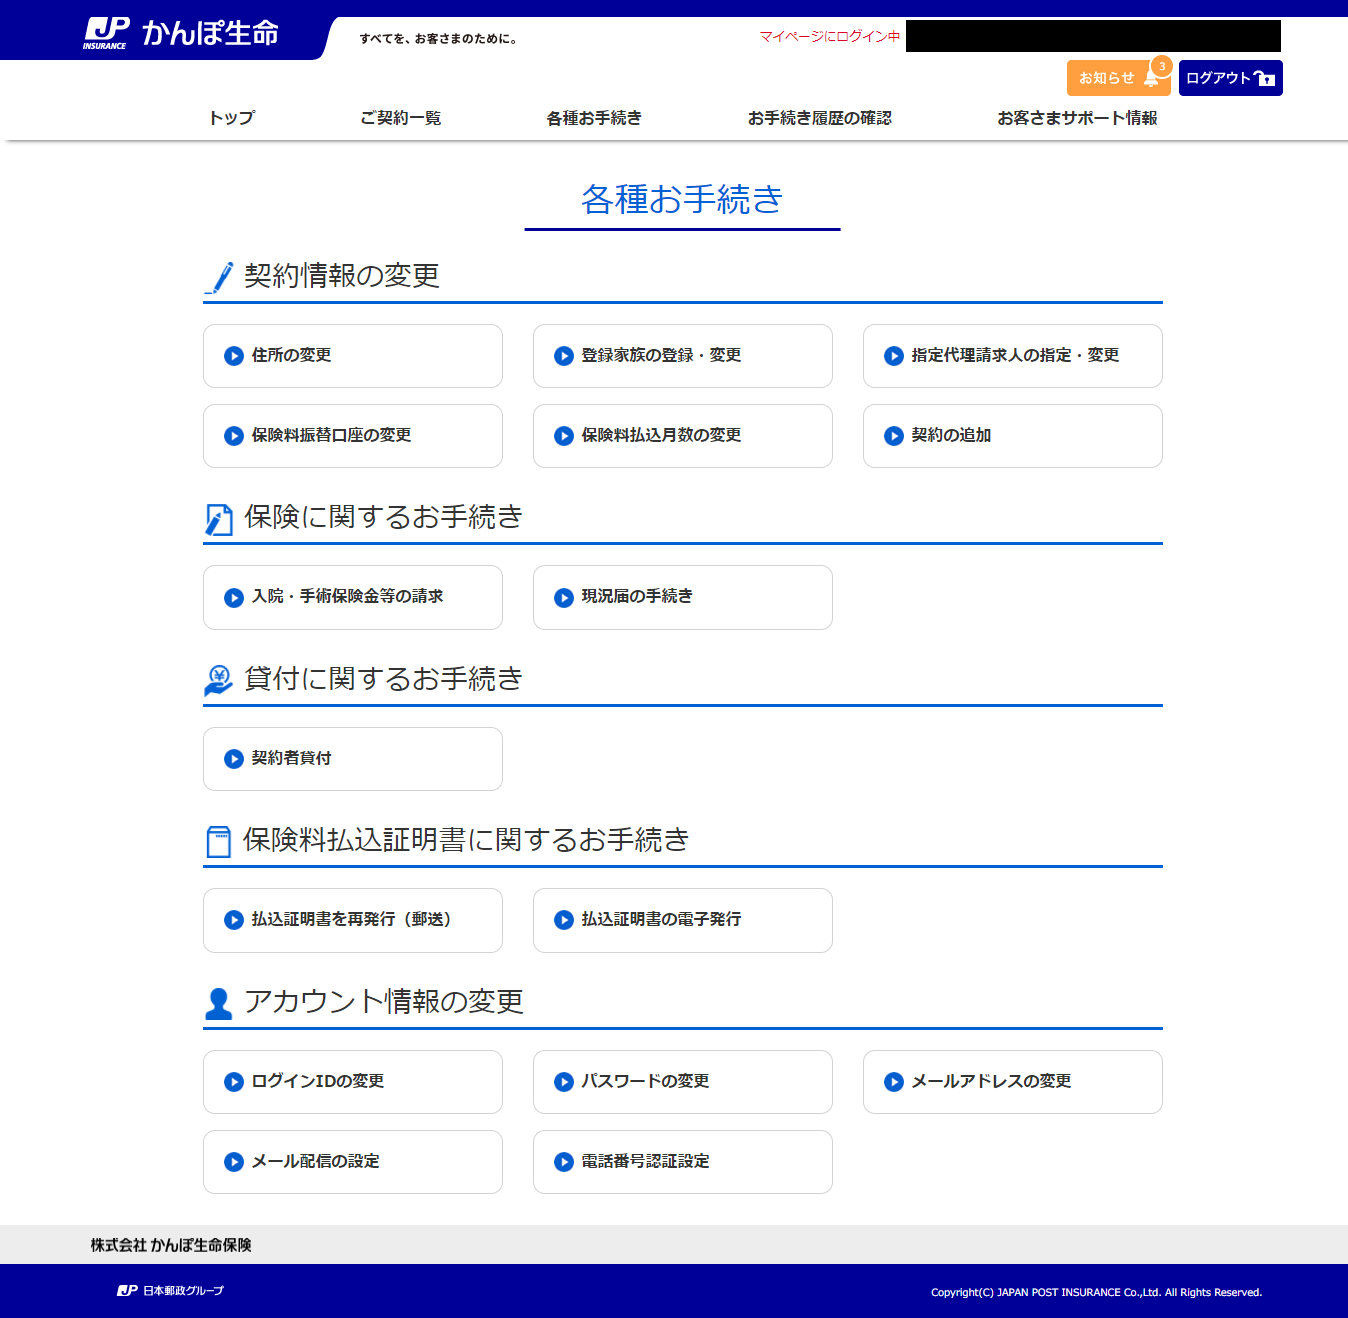 JP INSURANCE かんぽ生命
すべてを、お客さまのために。
マイページにログイン中
お知らせ 3
ログアウト
トップ ご契約一覧 各種お手続き お手続き履歴の確認 お客さまサポート情報
各種お手続き
契約情報の変更
住所の変更 登録家族の登録・変更 指定代理請求人の指定・変更
保険料振替口座の変更 保険料払込月数の変更 契約の追加
保険に関するお手続き
入院・手術保険金等の請求 現況届の手続き
貸付に関するお手続き
契約者貸付
保険料払込証明書に関するお手続き
払込証明書を再発行（郵送） 払込証明書の電子発行
アカウント情報の変更
ログインIDの変更 パスワードの変更 メールアドレスの変更
メール配信の設定 電話番号認証設定
株式会社 かんぽ生命保険
JP 日本郵政グループ
Copyright(C) JAPAN POST INSURANCE Co.,Ltd. All Rights Reserved.